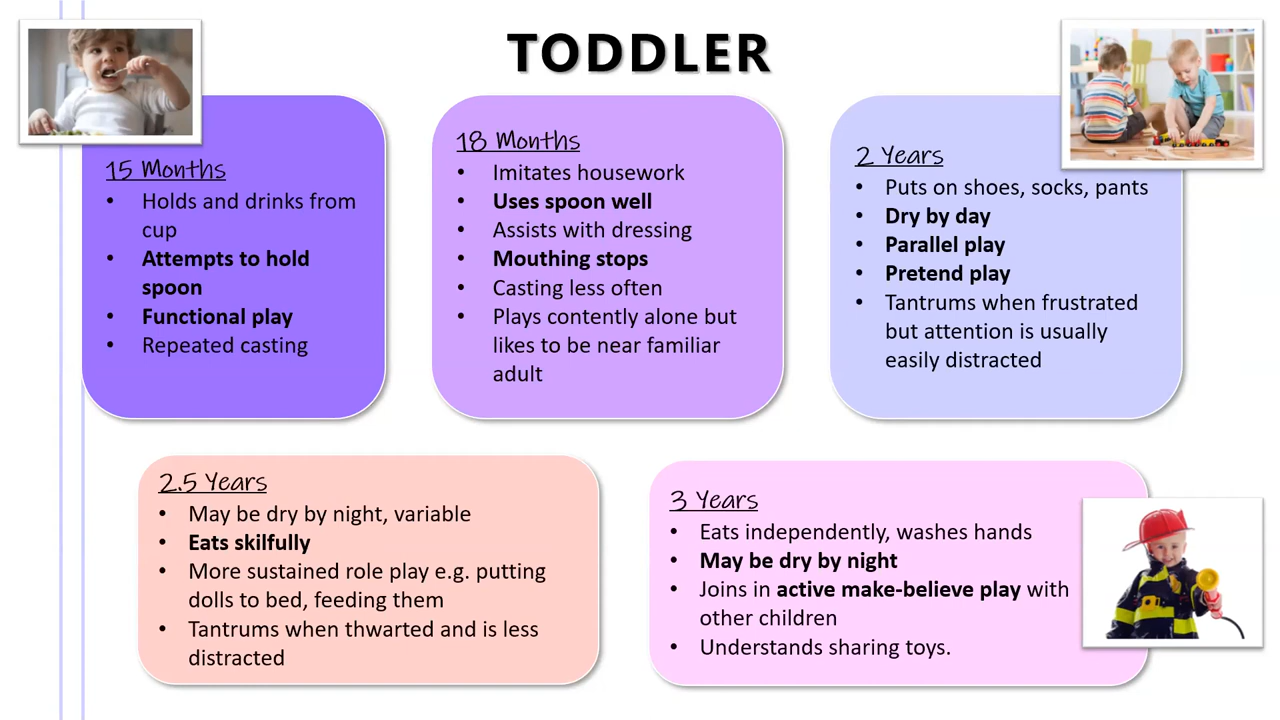 TODDLER
15 Months
• Holds and drinks from
cup
• Attempts to hold
spoon
• Functional play
• Repeated casting
18 Months
• Imitates housework
• Uses spoon well
• Assists with dressing
• Mouthing stops
• Casting less often
• Plays contently alone but
likes to be near familiar
adult
2 Years
• Puts on shoes, socks, pants
• Dry by day
• Parallel play
• Pretend play
• Tantrums when frustrated
but attention is usually
easily distracted
2.5 Years
• May be dry by night, variable
• Eats skilfully
• More sustained role play e.g. putting
dolls to bed, feeding them
• Tantrums when thwarted and is less
distracted
3 Years
• Eats independently, washes hands
• May be dry by night
• Joins in active make-believe play with
other children
• Understands sharing toys.